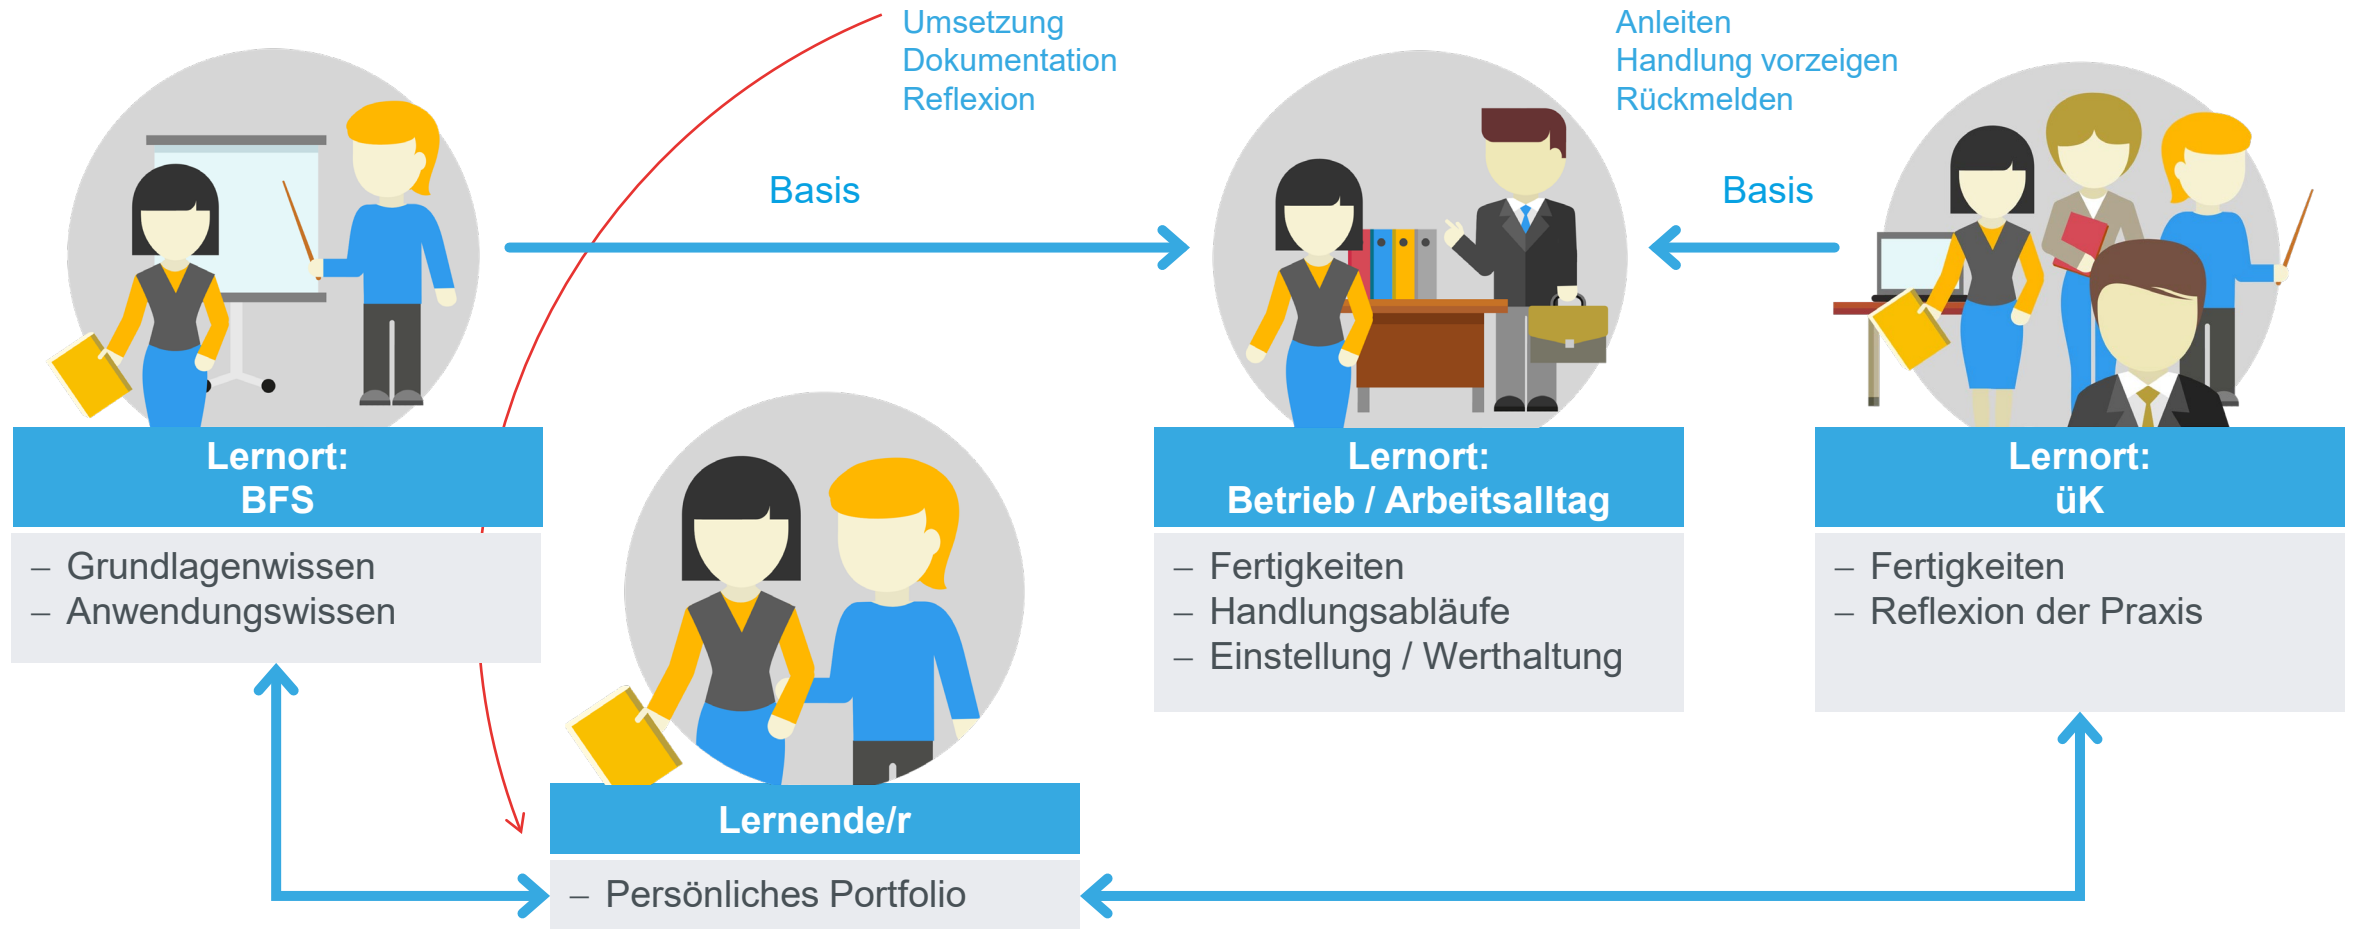 Umsetzung
Dokumentation
Reflexion
Anleiten
Handlung vorzeigen
Rückmelden
Basis
Basis
Lernort:
BFS
– Grundlagenwissen
– Anwendungswissen
Lernort:
Betrieb / Arbeitsalltag
– Fertigkeiten
– Handlungsabläufe
– Einstellung / Werthaltung
Lernort:
üK
– Fertigkeiten
– Reflexion der Praxis
Lernende/r
– Persönliches Portfolio